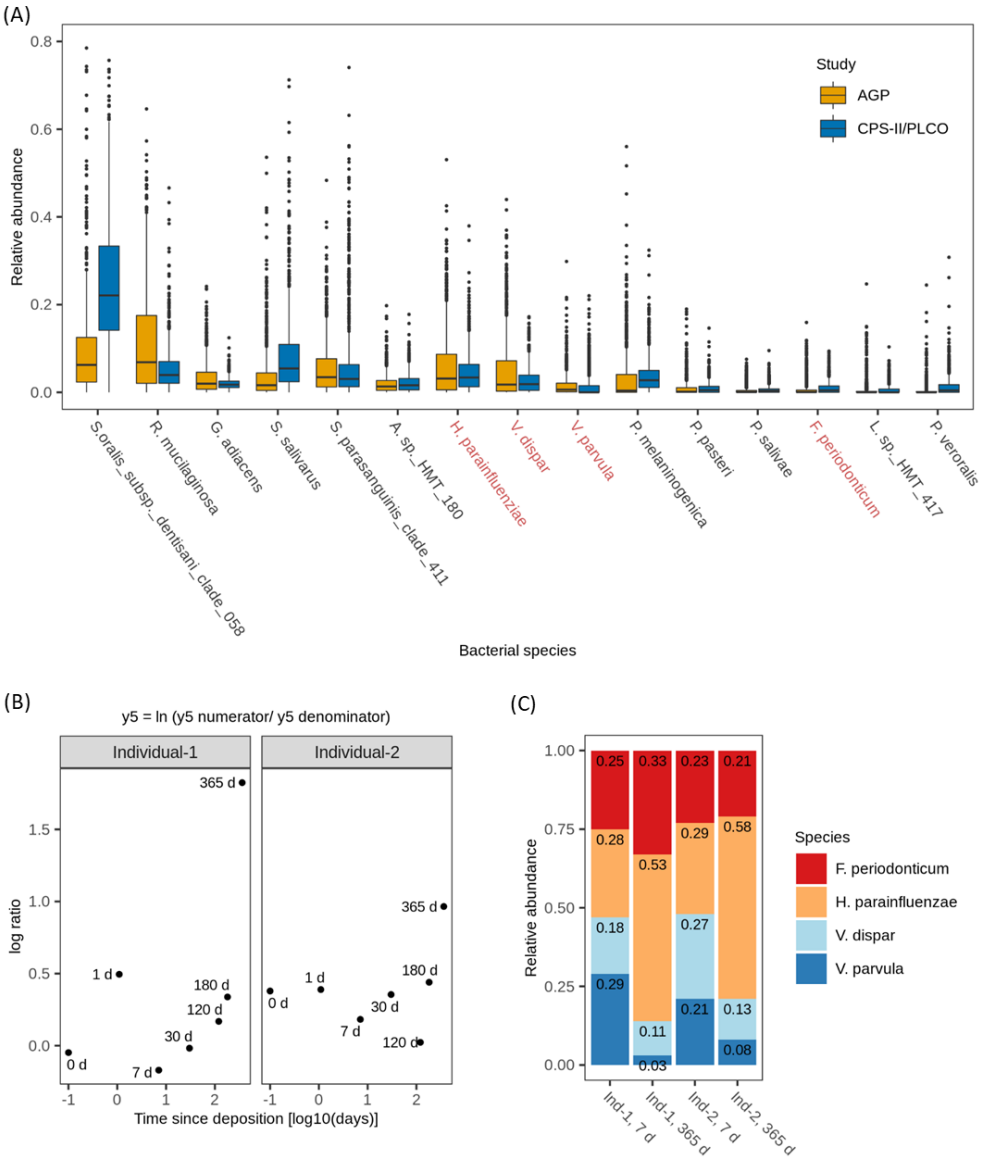 (A)
0.8
0.6
0.4
0.2
0.0
Relative abundance
Study
AGP
CPS-II/PLCO
S.oralis_subsp._dentisani_clade_058
R. mucilaginosa
G. adiacens
S. salivarus
S. parasanguinis_clade_411
A. sp._HMT_180
H. parainfluenziae
V. dispar
V. parvula
P. melaninogenica
P. pasteri
P. salivae
F. periodonticum
L. sp._HMT_417
P. veroralis
Bacterial species
(B)
y5 = ln (y5 numerator/ y5 denominator)
Individual-1
Individual-2
log ratio
1.5
1.0
0.5
0.0
365 d
1 d
180 d
120 d
30 d
0 d
7 d
365 d
180 d
1 d
0 d
30 d
7 d
120 d
-1 0 1 2
-1 0 1 2
Time since deposition [log10(days)]
(C)
Relative abundance
1.00
0.75
0.50
0.25
0.00
0.25 0.33 0.23 0.21
0.28 0.53 0.29 0.58
0.18 0.11 0.27 0.13
0.29 0.03 0.21 0.08
Ind-1, 7 d
Ind-1, 365 d
Ind-2, 7 d
Ind-2, 365 d
Species
F. periodonticum
H. parainfluenzae
V. dispar
V. parvula